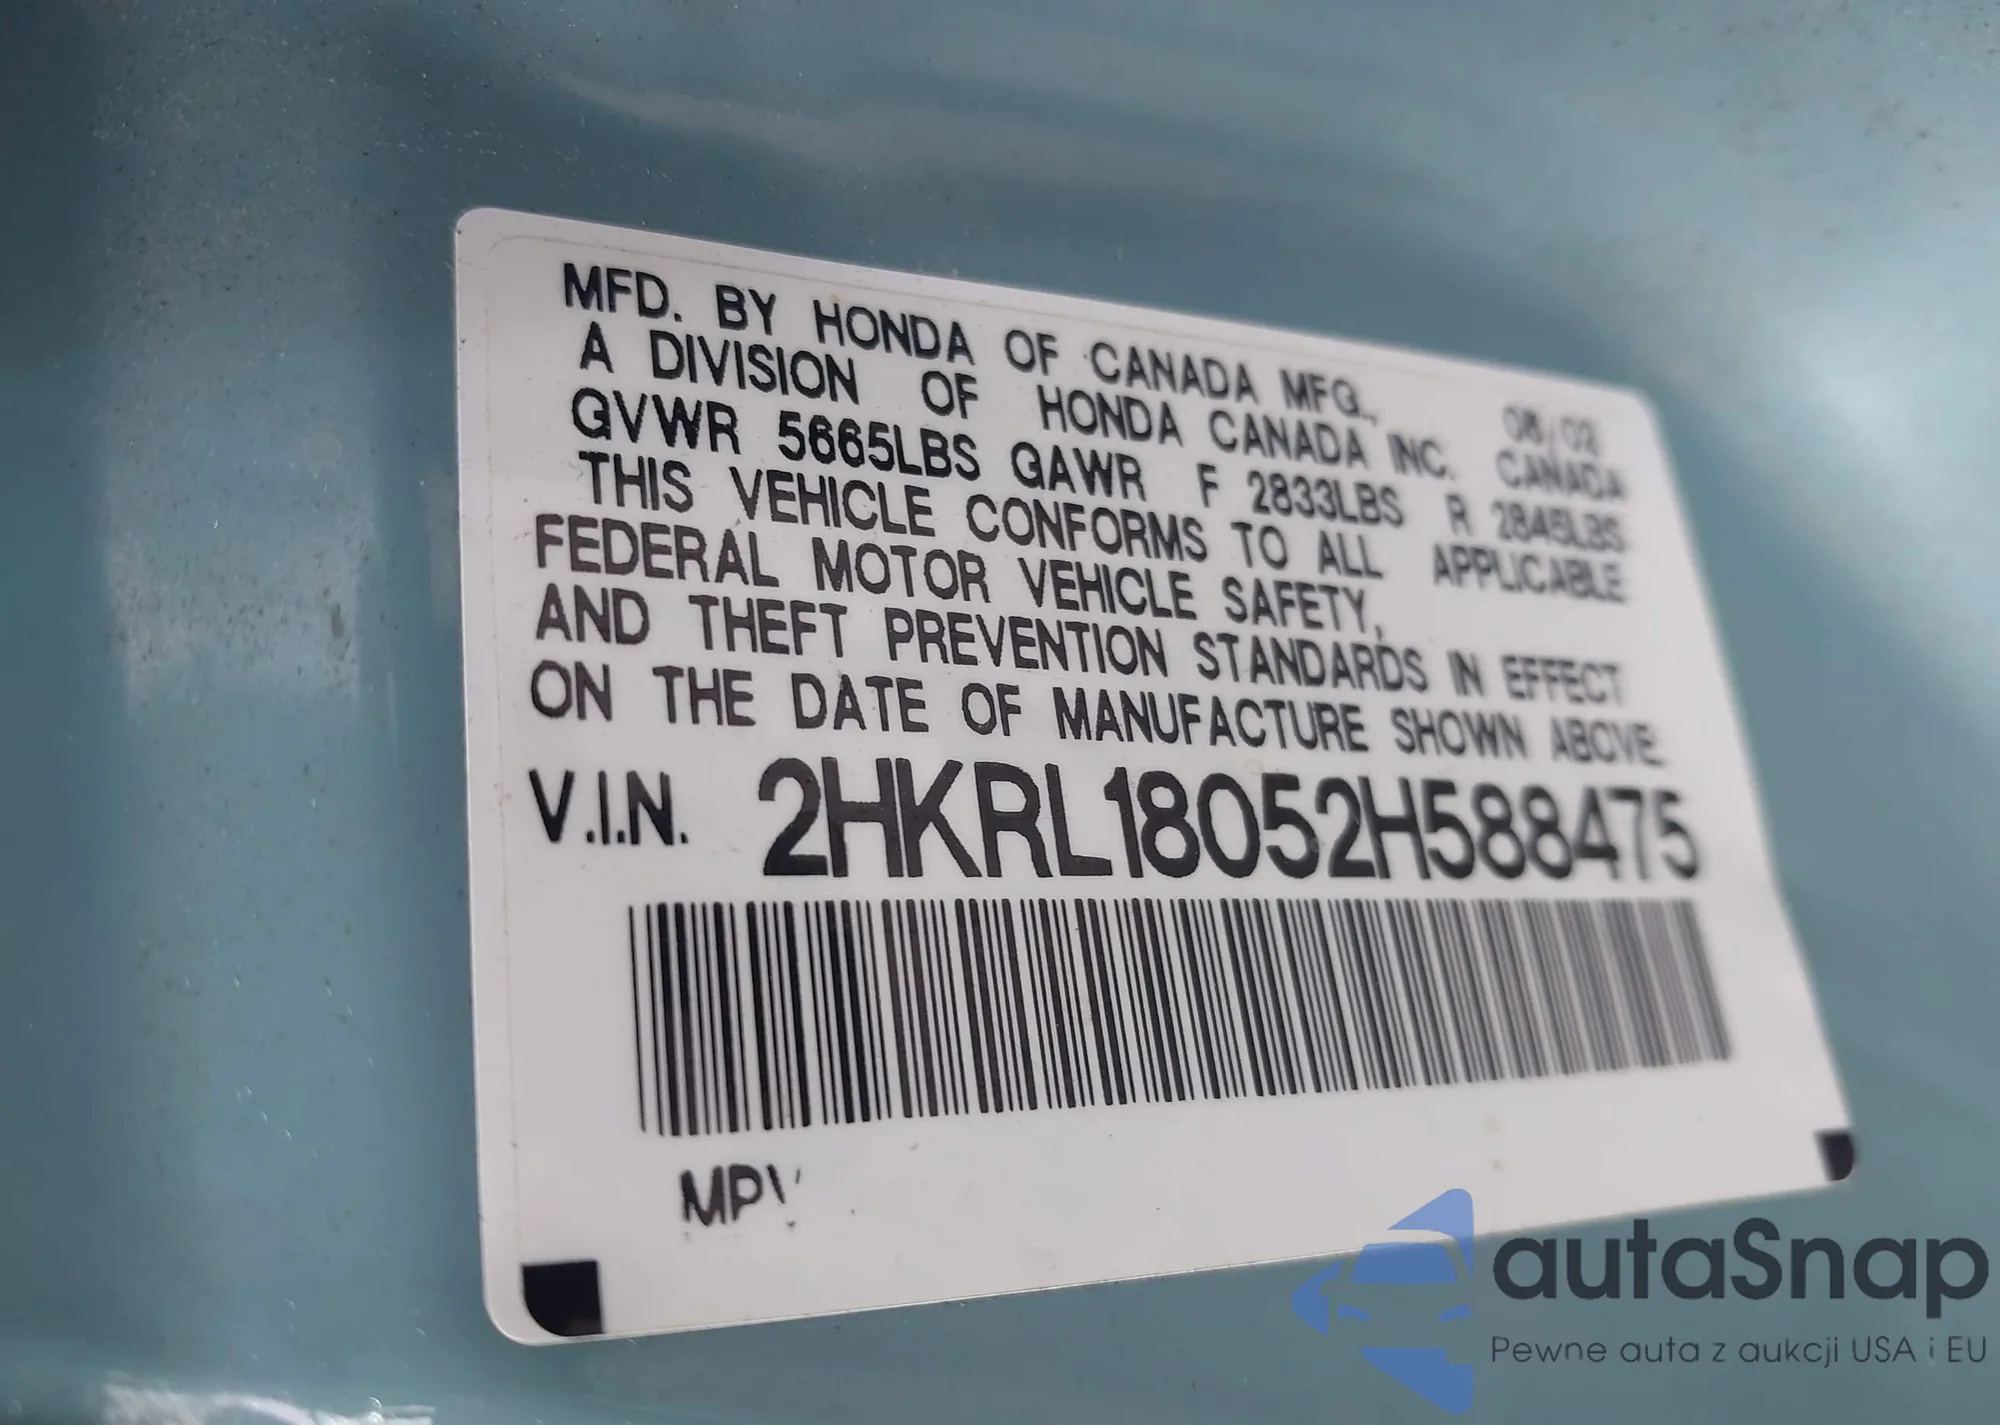 MFD. BY HONDA OF CANADA MFG.,
A DIVISION OF HONDA CANADA INC. CANADA
GVWR 5665LBS GAWR F 2833LBS R 2845LBS
THIS VEHICLE CONFORMS TO ALL APPLICABLE
FEDERAL MOTOR VEHICLE SAFETY,
AND THEFT PREVENTION STANDARDS IN EFFECT
ON THE DATE OF MANUFACTURE SHOWN ABOVE.
V.I.N. 2HKRL18052H588475
MPV
autaSnap
Pewne auta z aukcji USA i EU